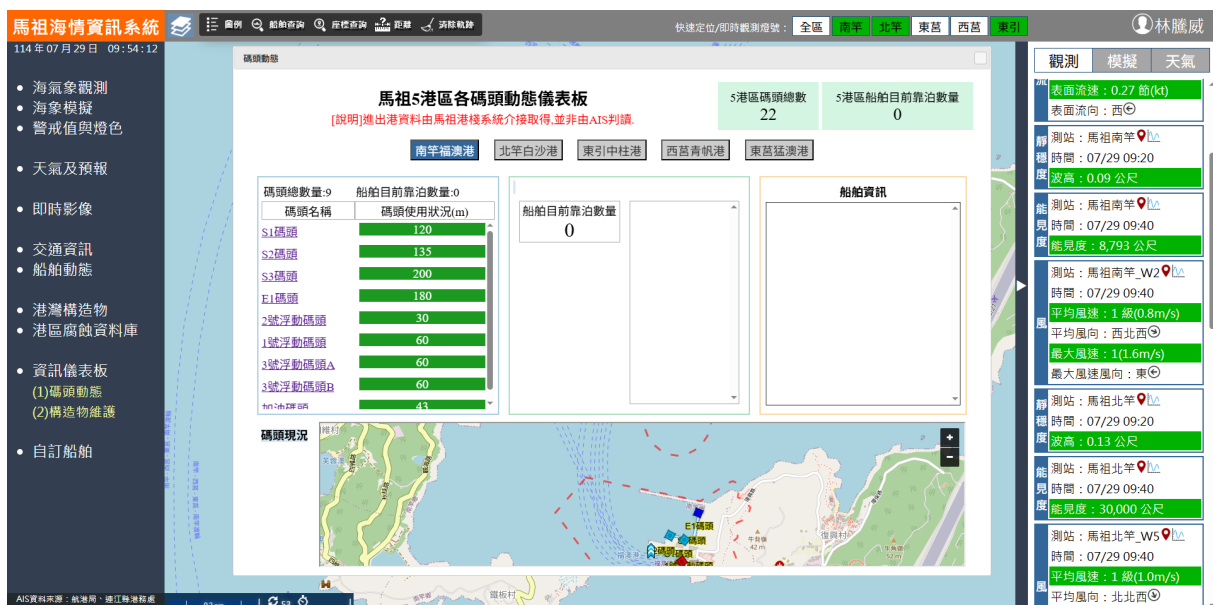 馬祖海情資訊系統
圖例 船舶查詢 座標查詢 距離 清除軌跡
快速定位/即時觀測燈號： 全區 南竿 北竿 東莒 西莒 東引
林騰威
114 年 07 月 29 日 09 : 54 : 12
海氣象觀測
海象模擬
警戒值與燈色
天氣及預報
即時影像
交通資訊
船舶動態
港灣構造物
港區腐蝕資料庫
資訊儀表板
(1)碼頭動態
(2)構造物維護
自訂船舶
AIS資料來源：航港局、連江縣港務處
碼頭動態
馬祖5港區各碼頭動態儀表板
[說明]進出港資料由馬祖港棧系統介接取得,並非由AIS判讀.
5港區碼頭總數
22
5港區船舶目前靠泊數量
0
南竿福澳港 北竿白沙港 東引中柱港 西莒青帆港 東莒猛澳港
碼頭總數量:9 船舶目前靠泊數量:0
碼頭名稱 碼頭使用狀況(m)
S1碼頭 120
S2碼頭 135
S3碼頭 200
E1碼頭 180
2號浮動碼頭 30
1號浮動碼頭 60
3號浮動碼頭A 60
3號浮動碼頭B 60
加油碼頭 43
船舶目前靠泊數量
0
船舶資訊
碼頭現況
+
-
E1碼頭
牛角嶺
42 m
復興村
牛角嶼
52 m
鐵板村
觀測 模擬 天氣
流
表面流速：0.27 節(kt)
表面流向：西
靜穩度
測站：馬祖南竿
時間：07/29 09:20
波高：0.09 公尺
能見度
測站：馬祖南竿
時間：07/29 09:40
能見度：8,793 公尺
風
測站：馬祖南竿_W2
時間：07/29 09:40
平均風速：1 級(0.8m/s)
平均風向：西北西
最大風速：1(1.6m/s)
最大風速風向：東
靜穩度
測站：馬祖北竿
時間：07/29 09:20
波高：0.13 公尺
能見度
測站：馬祖北竿
時間：07/29 09:40
能見度：30,000 公尺
風
測站：馬祖北竿_W5
時間：07/29 09:40
平均風速：1 級(1.0m/s)
平均風向：北北西